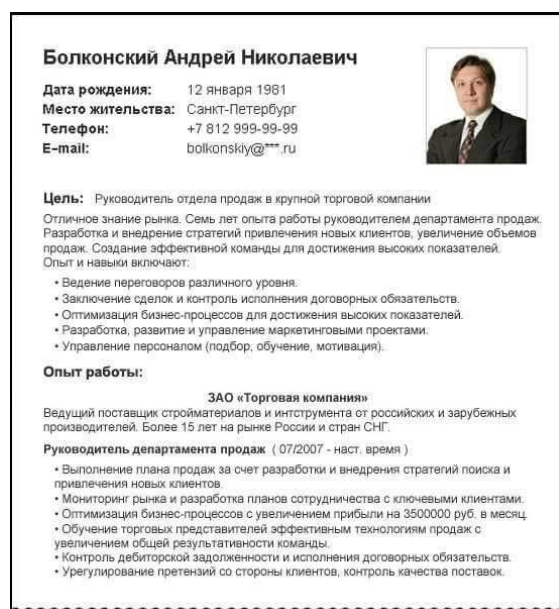 Болконский Андрей Николаевич
Дата рождения: 12 января 1981
Место жительства: Санкт-Петербург
Телефон: +7 812 999-99-99
E-mail: bolkonskiy@***.ru
Цель: Руководитель отдела продаж в крупной торговой компании
Отличное знание рынка. Семь лет опыта работы руководителем департамента продаж.
Разработка и внедрение стратегий привлечения новых клиентов, увеличение объемов
продаж. Создание эффективной команды для достижения высоких показателей.
Опыт и навыки включают:
• Ведение переговоров различного уровня.
• Заключение сделок и контроль исполнения договорных обязательств.
• Оптимизация бизнес-процессов для достижения высоких показателей.
• Разработка, развитие и управление маркетинговыми проектами.
• Управление персоналом (подбор, обучение, мотивация).
Опыт работы:
ЗАО «Торговая компания»
Ведущий поставщик стройматериалов и интструмента от российских и зарубежных
производителей. Более 15 лет на рынке России и стран СНГ.
Руководитель департамента продаж ( 07/2007 - наст. время )
• Выполнение плана продаж за счет разработки и внедрения стратегий поиска и
привлечения новых клиентов.
• Мониторинг рынка и разработка планов сотрудничества с ключевыми клиентами.
• Оптимизация бизнес-процессов с увеличением прибыли на 3500000 руб. в месяц.
• Обучение торговых представителей эффективным технологиям продаж с
увеличением общей результативности команды.
• Контроль дебиторской задолженности и исполнения договорных обязательств.
• Урегулирование претензий со стороны клиентов, контроль качества поставок.